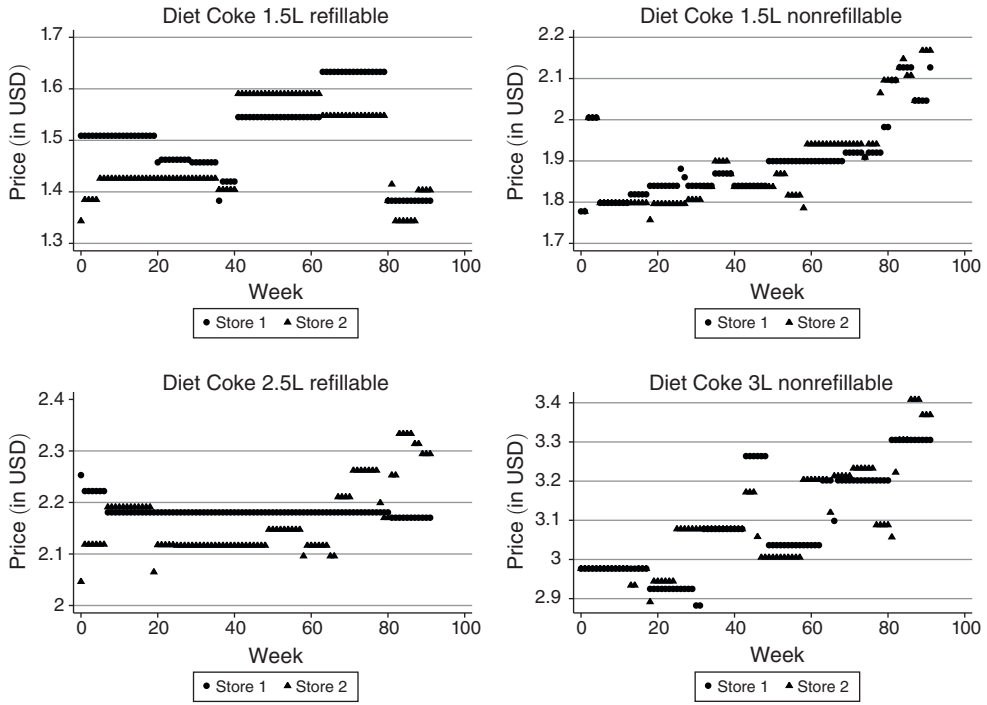 Diet Coke 1.5L refillable
Price (in USD)
1.7
1.6
1.5
1.4
1.3
0 20 40 60 80 100
Week
Store 1 Store 2
Diet Coke 1.5L nonrefillable
Price (in USD)
2.2
2.1
2
1.9
1.8
1.7
0 20 40 60 80 100
Week
Store 1 Store 2
Diet Coke 2.5L refillable
Price (in USD)
2.4
2.3
2.2
2.1
2
0 20 40 60 80 100
Week
Store 1 Store 2
Diet Coke 3L nonrefillable
Price (in USD)
3.4
3.3
3.2
3.1
3
2.9
0 20 40 60 80 100
Week
Store 1 Store 2